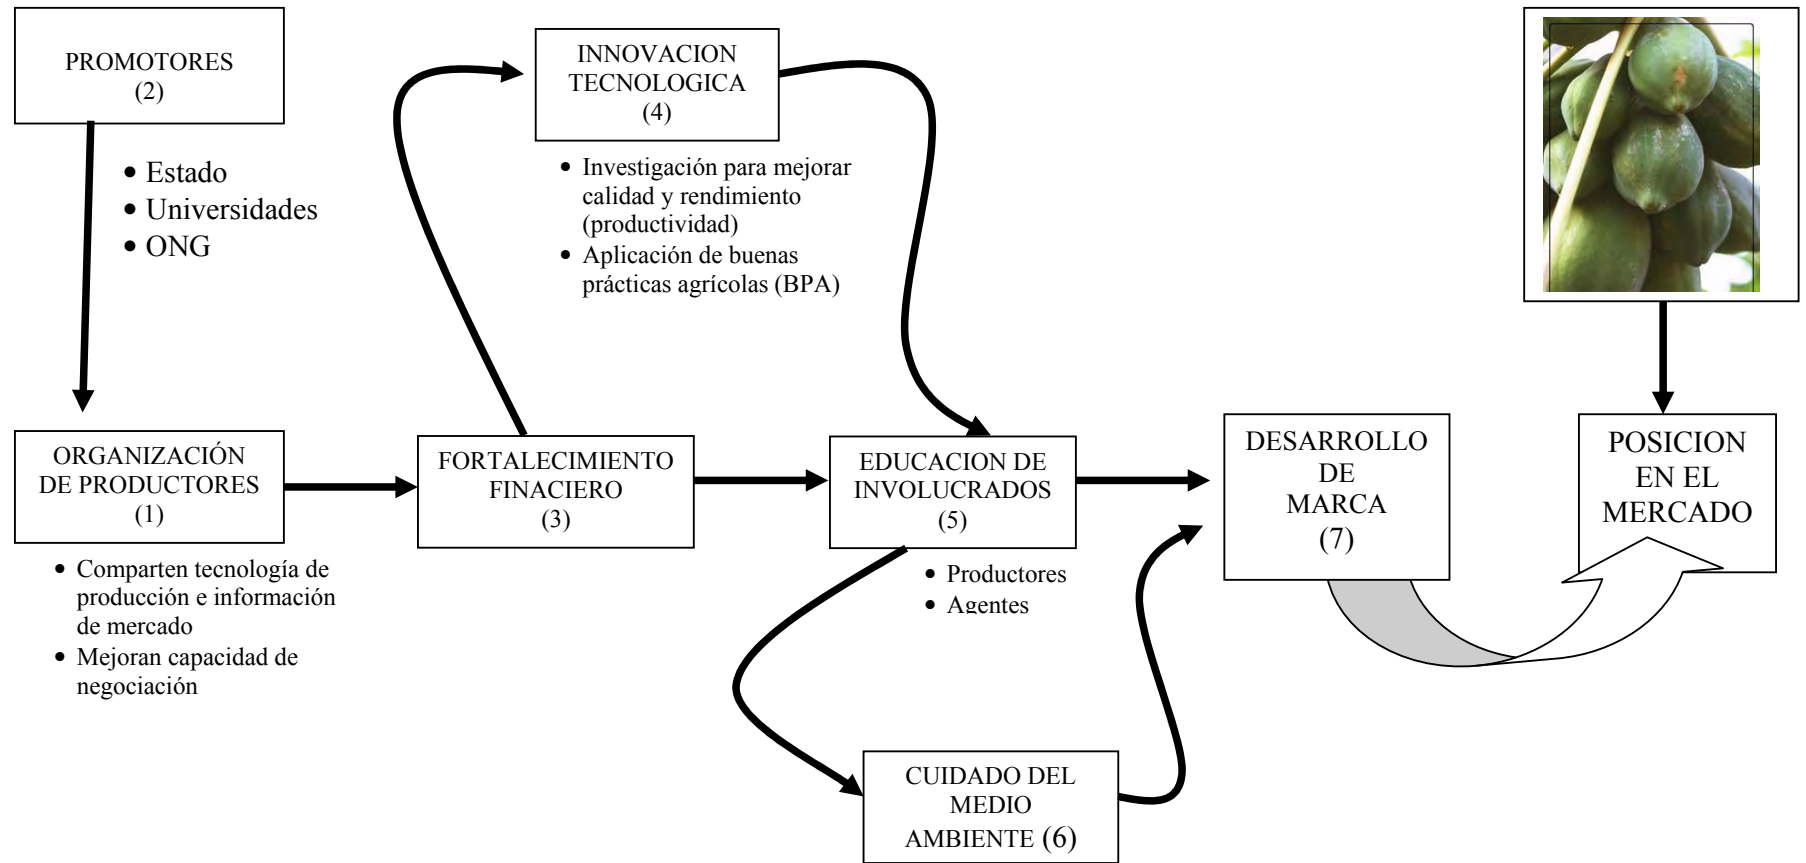 PROMOTORES
(2)
• Estado
• Universidades
• ONG
INNOVACION
TECNOLOGICA
(4)
• Investigación para mejorar
calidad y rendimiento
(productividad)
• Aplicación de buenas
prácticas agrícolas (BPA)
ORGANIZACIÓN
DE PRODUCTORES
(1)
• Comparten tecnología de
producción e información
de mercado
• Mejoran capacidad de
negociación
FORTALECIMIENTO
FINACIERO
(3)
EDUCACION DE
INVOLUCRADOS
(5)
• Productores
• Agentes
CUIDADO DEL
MEDIO
AMBIENTE (6)
DESARROLLO
DE
MARCA
(7)
POSICION
EN EL
MERCADO